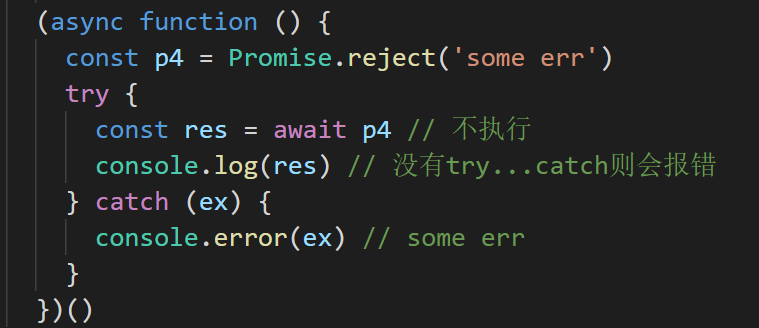 (async function () {
  const p4 = Promise.reject('some err')
  try {
    const res = await p4 // 不执行
    console.log(res) // 没有try...catch则会报错
  } catch (ex) {
    console.error(ex) // some err
  }
})()